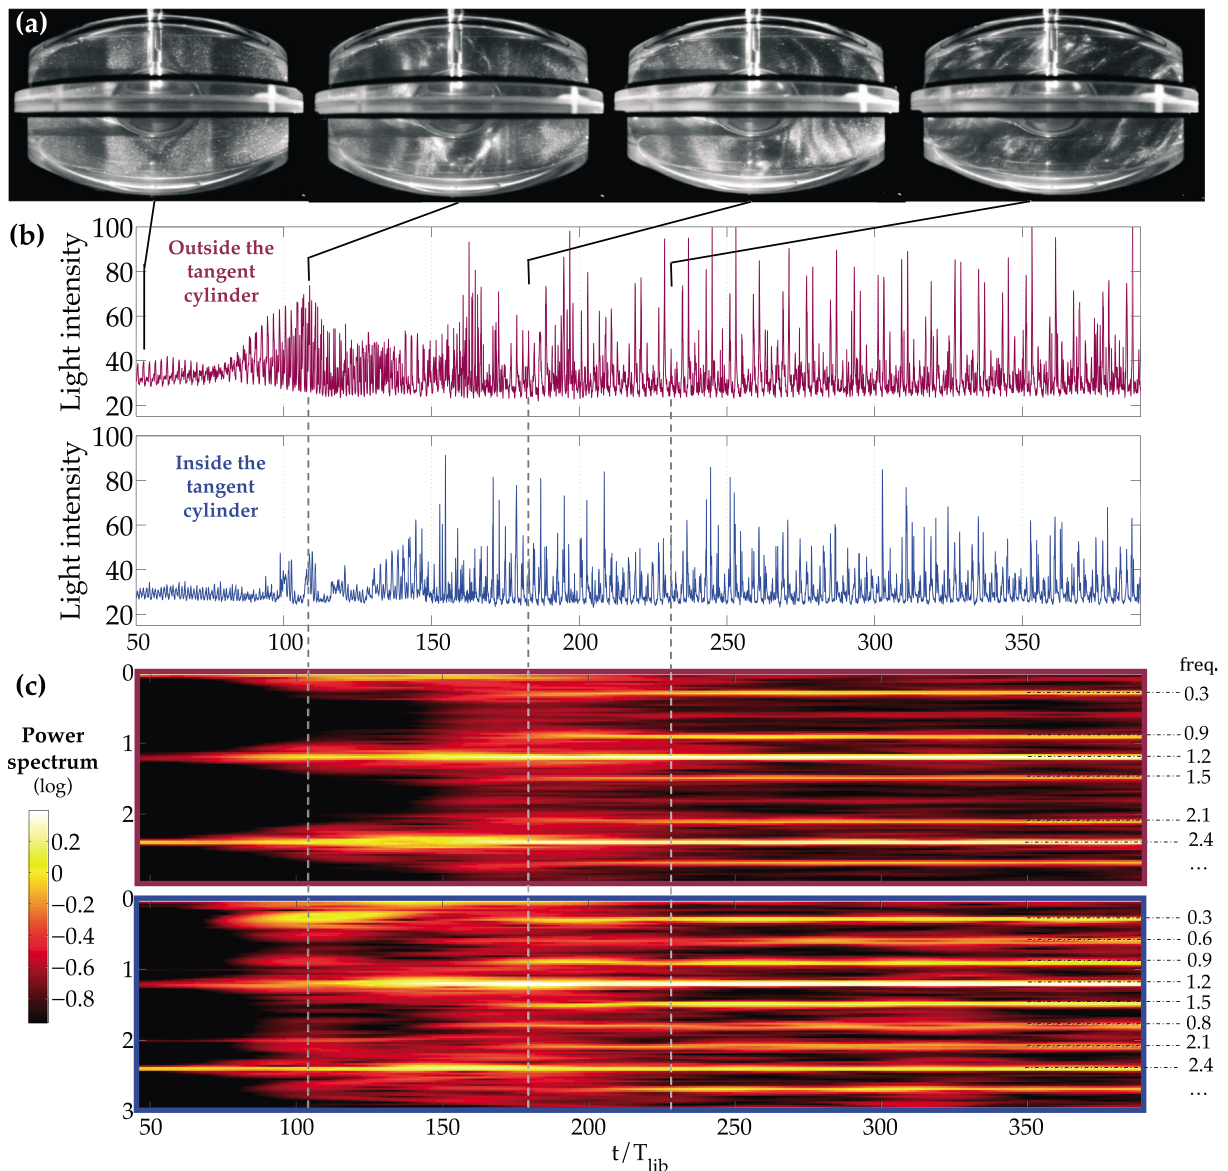 (a)
(b)
100
80
60
40
20
Light intensity
Outside the
tangent
cylinder
100
80
60
40
20
Light intensity
Inside the
tangent
cylinder
50 100 150 200 250 300 350
(c)
Power
spectrum
(log)
0.2
0
−0.2
−0.4
−0.6
−0.8
0
1
2
freq.
0.3
0.9
1.2
1.5
2.1
2.4
...
0
1
2
3
0.3
0.6
0.9
1.2
1.5
0.8
2.1
2.4
...
50 100 150 200 250 300 350
t/T_lib